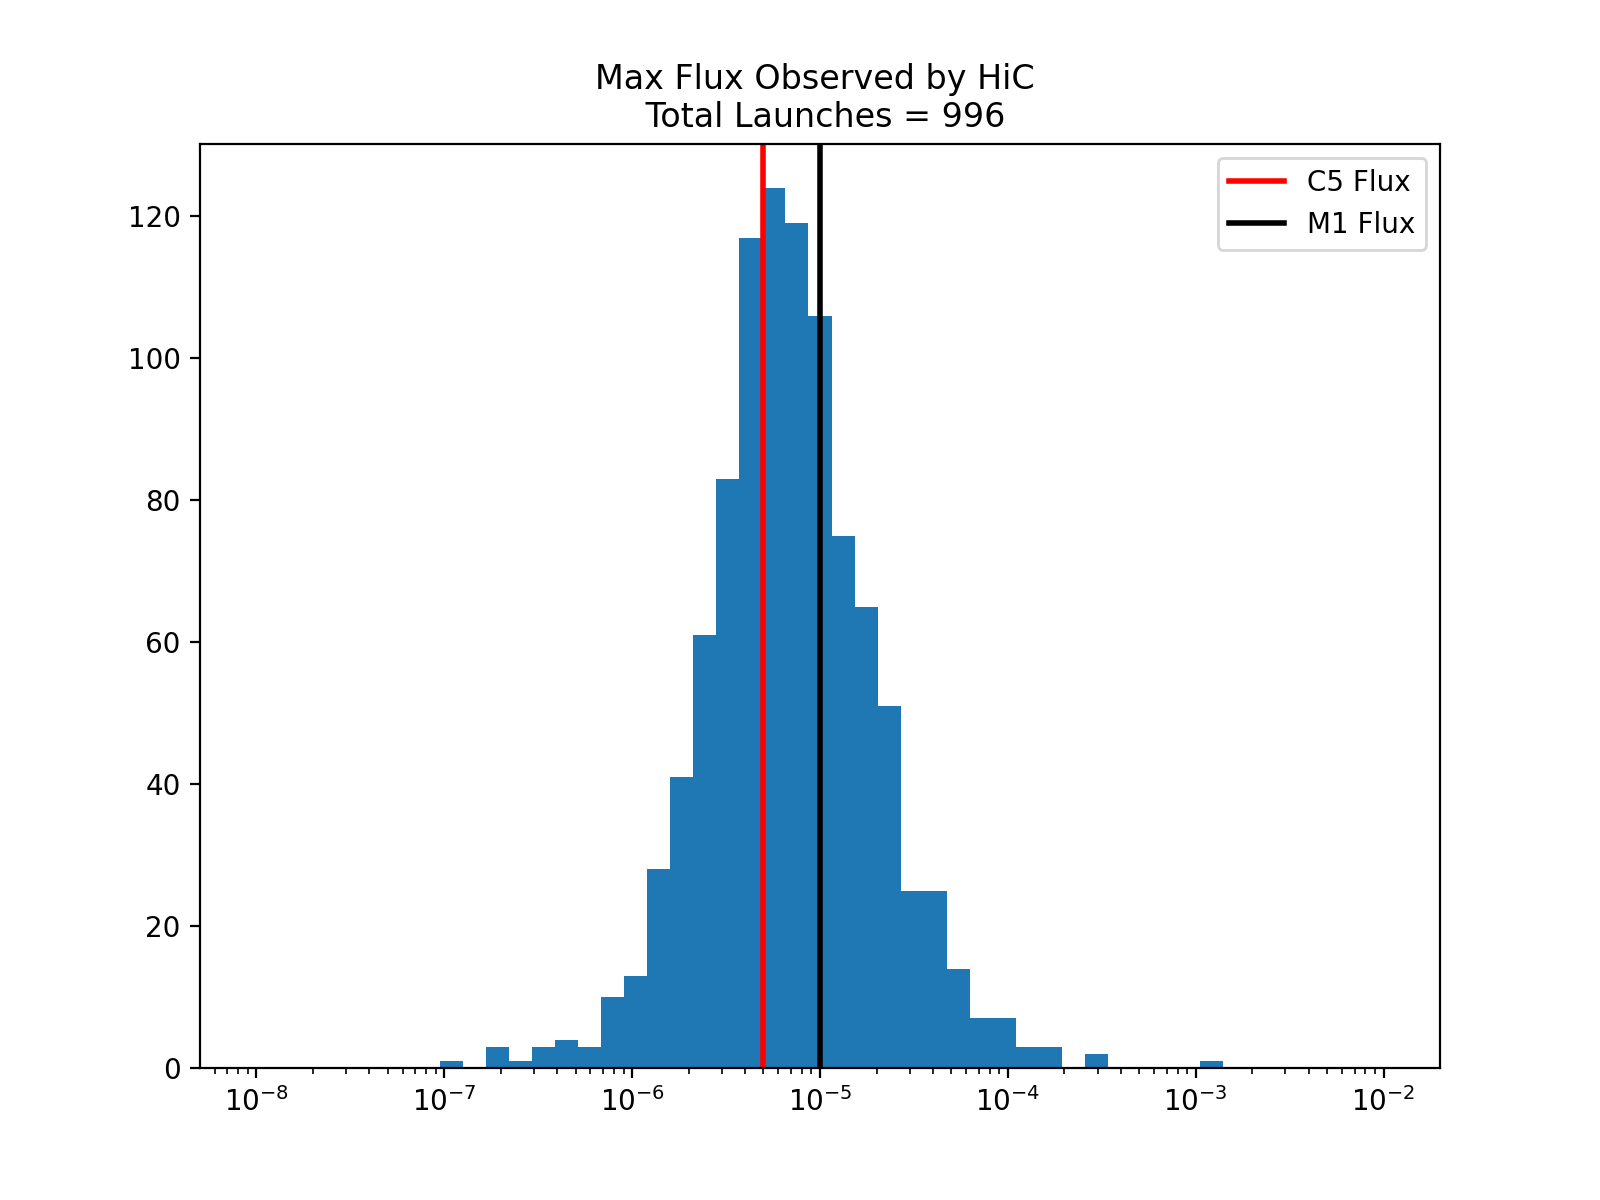 Max Flux Observed by HiC
Total Launches = 996
C5 Flux
M1 Flux
120
100
80
60
40
20
0
10⁻⁸ 10⁻⁷ 10⁻⁶ 10⁻⁵ 10⁻⁴ 10⁻³ 10⁻²